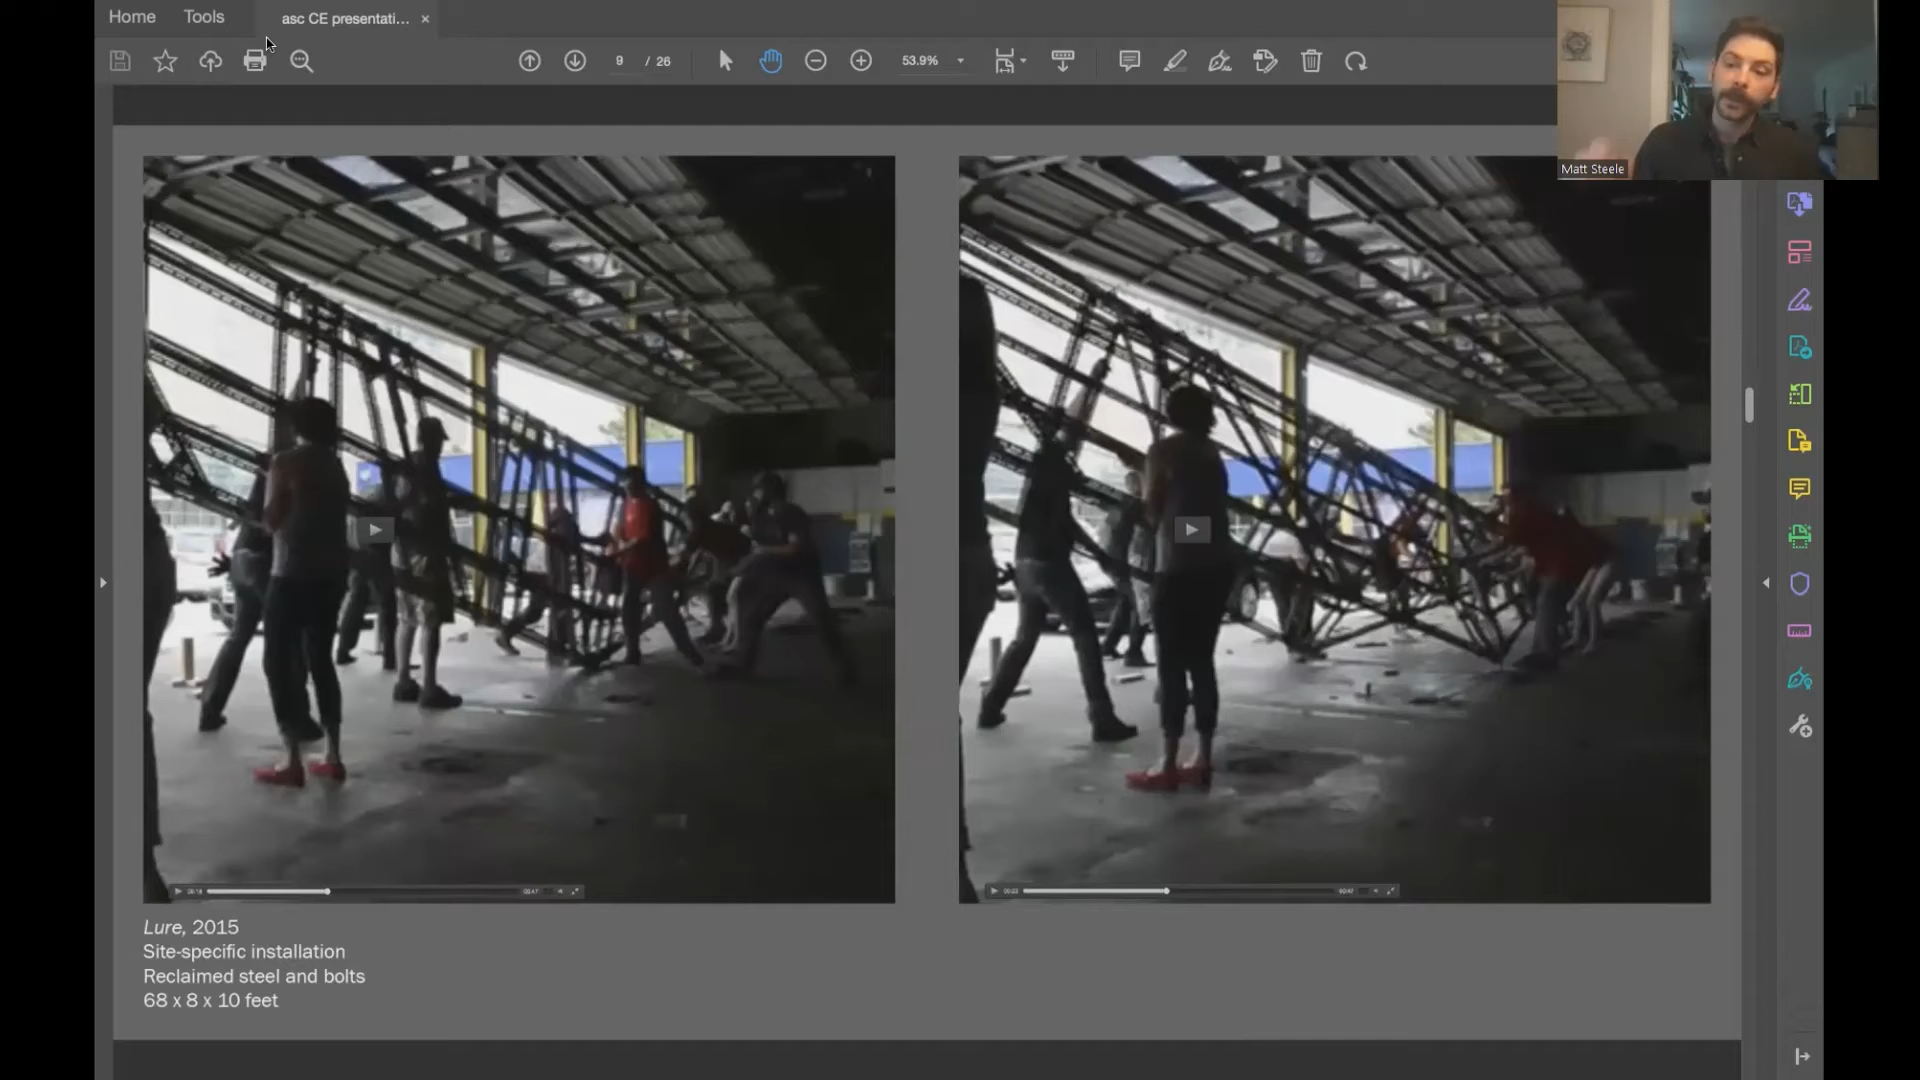 Home Tools asc CE presentati... ×
9 / 26 53.9%
Matt Steele
Lure, 2015
Site-specific installation
Reclaimed steel and bolts
68 x 8 x 10 feet